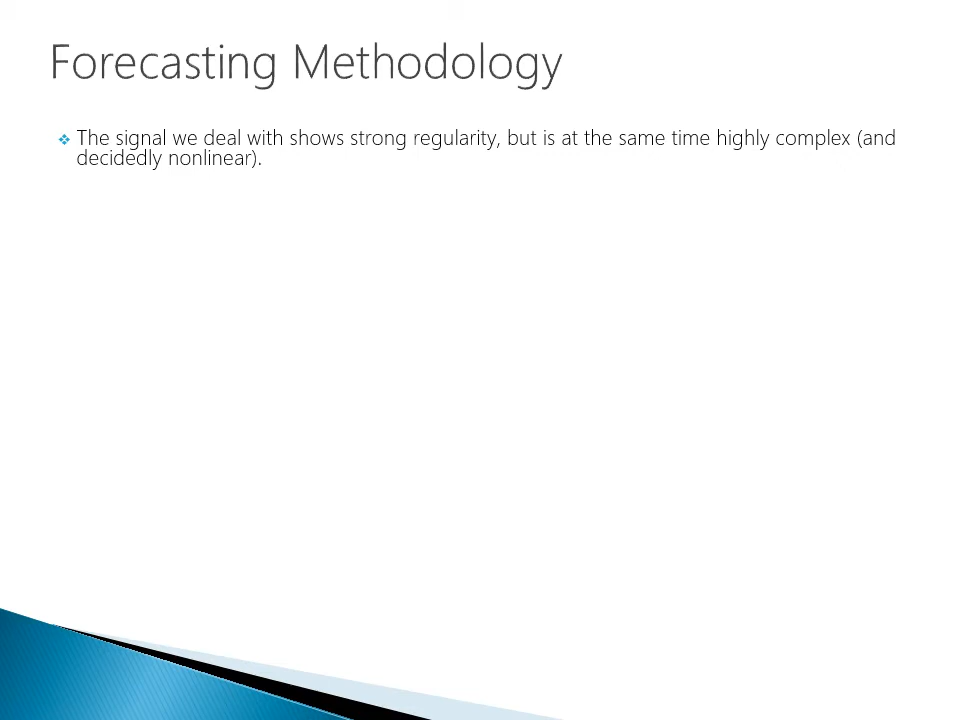 Forecasting Methodology
The signal we deal with shows strong regularity, but is at the same time highly complex (and
decidedly nonlinear).